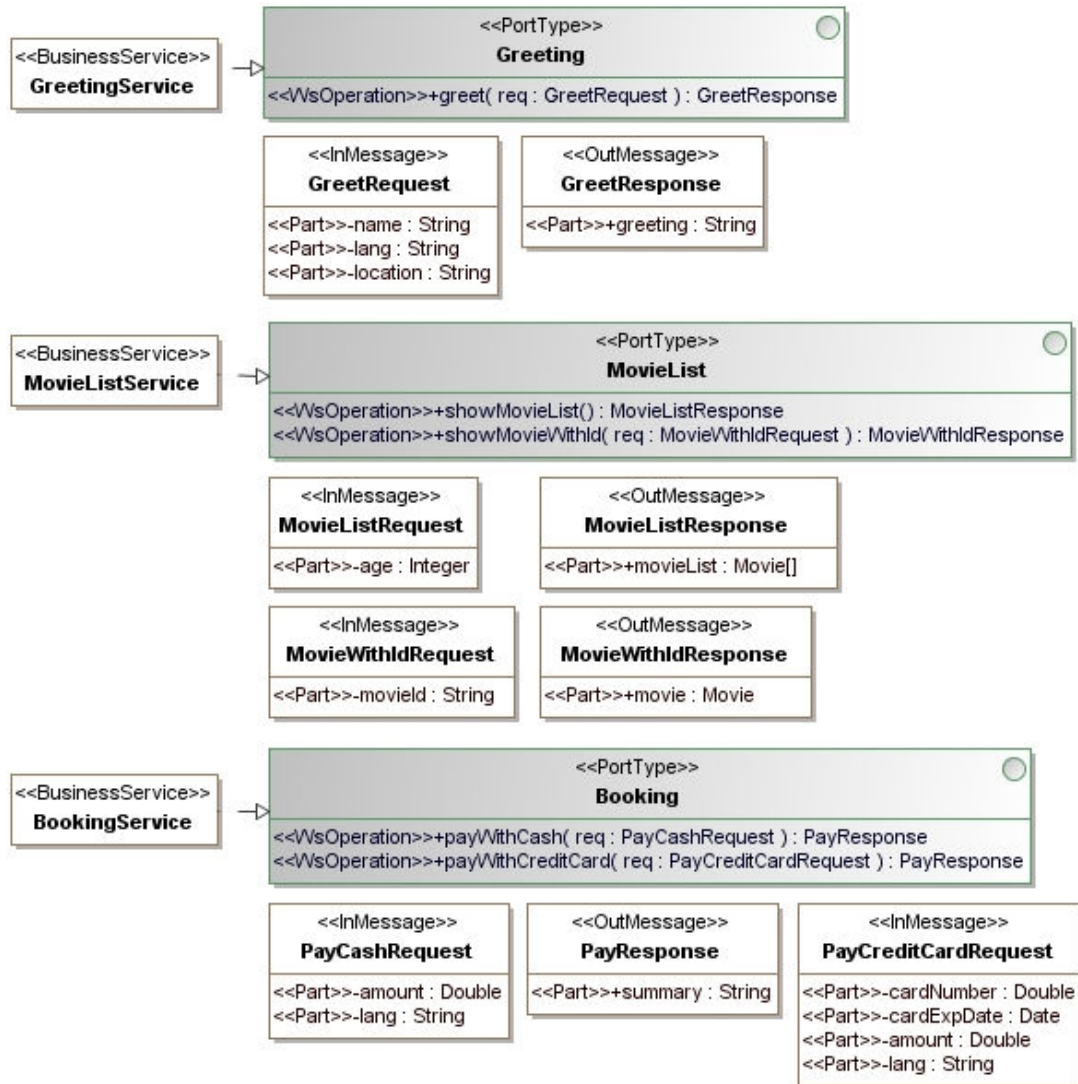 <<PortType>>
Greeting
<<BusinessService>>
GreetingService
<<WsOperation>>+greet( req : GreetRequest ) : GreetResponse
<<InMessage>>
GreetRequest
<<Part>>-name : String
<<Part>>-lang : String
<<Part>>-location : String
<<OutMessage>>
GreetResponse
<<Part>>+greeting : String
<<BusinessService>>
MovieListService
<<PortType>>
MovieList
<<WsOperation>>+showMovieList() : MovieListResponse
<<WsOperation>>+showMovieWithId( req : MovieWithIdRequest ) : MovieWithIdResponse
<<InMessage>>
MovieListRequest
<<Part>>-age : Integer
<<OutMessage>>
MovieListResponse
<<Part>>+movieList : Movie[]
<<InMessage>>
MovieWithIdRequest
<<Part>>-movieId : String
<<OutMessage>>
MovieWithIdResponse
<<Part>>+movie : Movie
<<BusinessService>>
BookingService
<<PortType>>
Booking
<<WsOperation>>+payWithCash( req : PayCashRequest ) : PayResponse
<<WsOperation>>+payWithCreditCard( req : PayCreditCardRequest ) : PayResponse
<<InMessage>>
PayCashRequest
<<Part>>-amount : Double
<<Part>>-lang : String
<<OutMessage>>
PayResponse
<<Part>>+summary : String
<<InMessage>>
PayCreditCardRequest
<<Part>>-cardNumber : Double
<<Part>>-cardExpDate : Date
<<Part>>-amount : Double
<<Part>>-lang : String